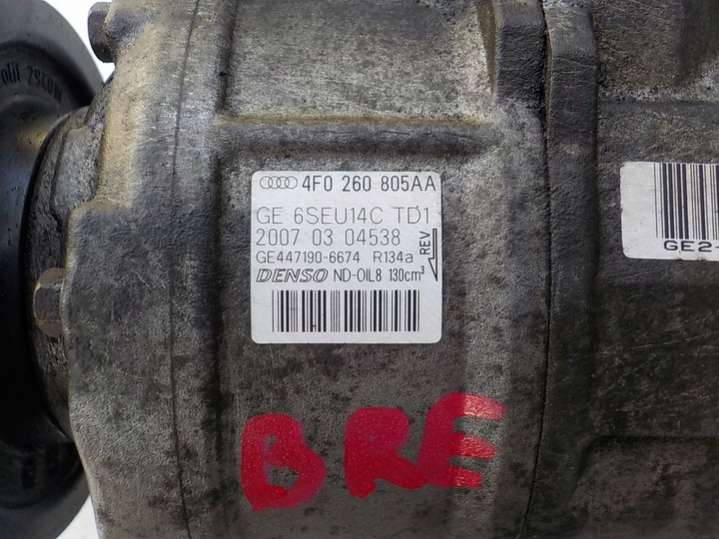 4F0 260 805AA
GE 6SEU14C TD1
2007 03 04538
GE447190-6674 R134a
REV
DENSO ND-OIL8 130cm³
GE2-
BRE